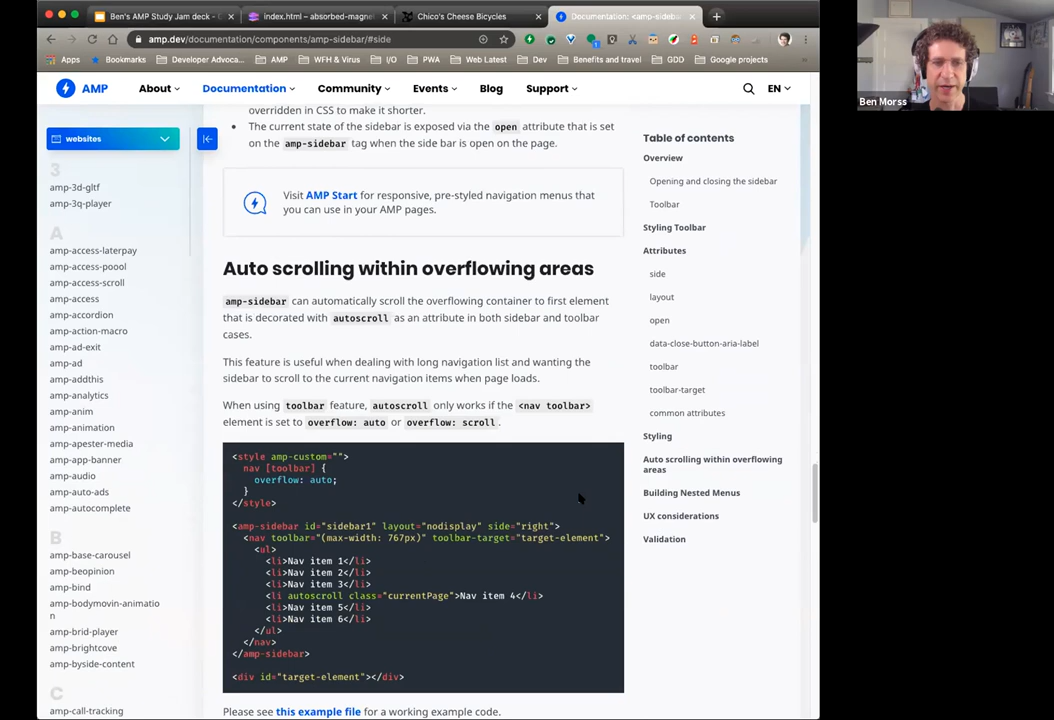 Ben's AMP Study Jam deck - G
index.html – absorbed-magne
Chico's Cheese Bicycles
Documentation: <amp-sideba
amp.dev/documentation/components/amp-sidebar/#side
Apps
Bookmarks
Developer Advoca...
AMP
WFH & Virus
I/O
PWA
Web Latest
Dev
Benefits and travel
GDD
Google projects
AMP
About
Documentation
Community
Events
Blog
Support
EN
websites
3
amp-3d-gltf
amp-3q-player
A
amp-access-laterpay
amp-access-poool
amp-access-scroll
amp-access
amp-accordion
amp-action-macro
amp-ad-exit
amp-ad
amp-addthis
amp-analytics
amp-anim
amp-animation
amp-apester-media
amp-app-banner
amp-audio
amp-auto-ads
amp-autocomplete
B
amp-base-carousel
amp-beopinion
amp-bind
amp-bodymovin-animatio
n
amp-brid-player
amp-brightcove
amp-byside-content
C
amp-call-tracking
overridden in CSS to make it shorter.
• The current state of the sidebar is exposed via the open attribute that is set
on the amp-sidebar tag when the side bar is open on the page.
Visit AMP Start for responsive, pre-styled navigation menus that
you can use in your AMP pages.
Auto scrolling within overflowing areas
amp-sidebar can automatically scroll the overflowing container to first element
that is decorated with autoscroll as an attribute in both sidebar and toolbar
cases.
This feature is useful when dealing with long navigation list and wanting the
sidebar to scroll to the current navigation items when page loads.
When using toolbar feature, autoscroll only works if the <nav toolbar>
element is set to overflow: auto or overflow: scroll.
<style amp-custom="">
nav [toolbar] {
overflow: auto;
}
</style>
<amp-sidebar id="sidebar1" layout="nodisplay" side="right">
<nav toolbar="(max-width: 767px)" toolbar-target="target-element">
<ul>
<li>Nav item 1</li>
<li>Nav item 2</li>
<li>Nav item 3</li>
<li autoscroll class="currentPage">Nav item 4</li>
<li>Nav item 5</li>
<li>Nav item 6</li>
</ul>
</nav>
</amp-sidebar>
<div id="target-element"></div>
Please see this example file for a working example code.
Table of contents
Overview
Opening and closing the sidebar
Toolbar
Styling Toolbar
Attributes
side
layout
open
data-close-button-aria-label
toolbar
toolbar-target
common attributes
Styling
Auto scrolling within overflowing
areas
Building Nested Menus
UX considerations
Validation
Ben Morss